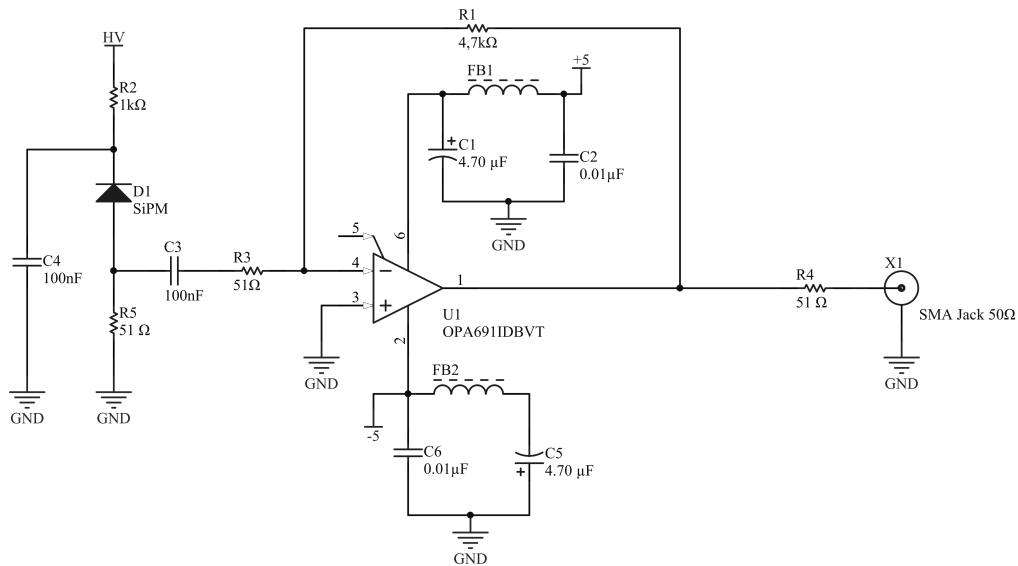 R1
4,7kΩ
HV
+5
FB1
R2
1kΩ
C1
4.70 µF
C2
0.01µF
D1
SiPM
5
6
GND
C3
R3
4
C4
100nF
100nF
51Ω
−
1
R4
X1
3
+
51 Ω
R5
51 Ω
U1
OPA691IDBVT
SMA Jack 50Ω
2
GND
FB2
GND
GND
GND
-5
C6
0.01µF
C5
4.70 µF
+
GND